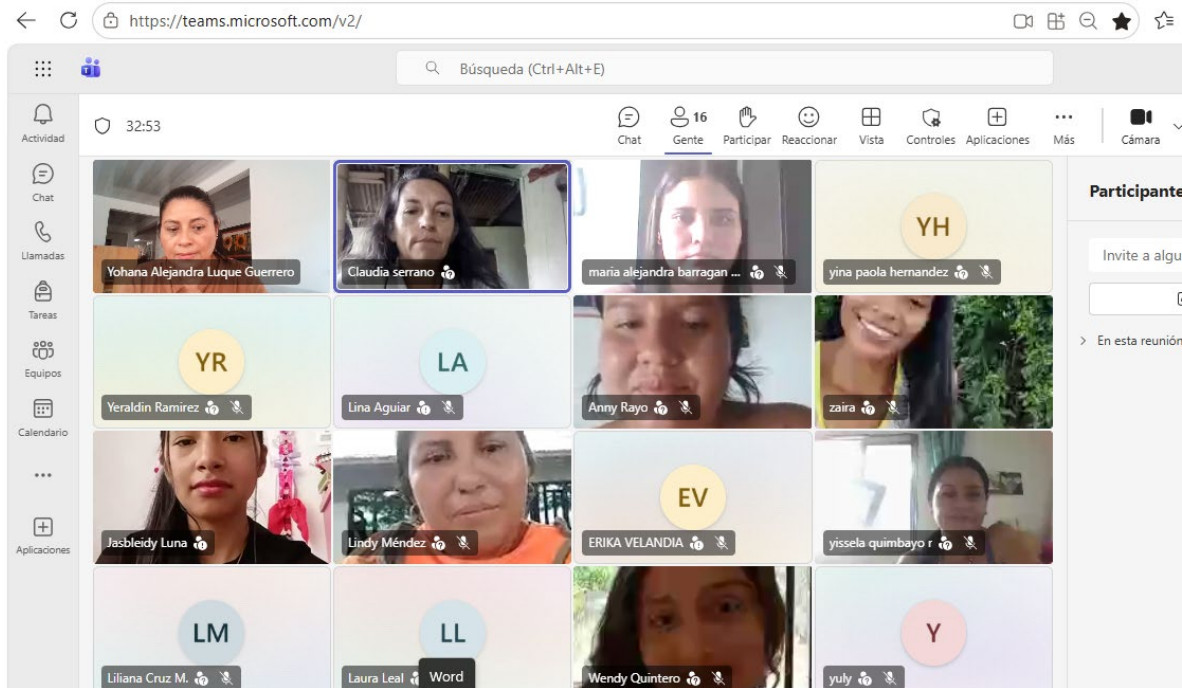 https://teams.microsoft.com/v2/
Búsqueda (Ctrl+Alt+E)
Actividad
Chat
Llamadas
Tareas
Equipos
Calendario
Aplicaciones
32:53
16
Chat
Gente
Participar
Reaccionar
Vista
Controles
Aplicaciones
Más
Cámara
Yohana Alejandra Luque Guerrero
Claudia serrano
maria alejandra barragan ...
YH
yina paola hernandez
YR
Yeraldin Ramirez
LA
Lina Aguiar
Anny Rayo
zaira
Jasbleidy Luna
Lindy Méndez
EV
ERIKA VELANDIA
yissela quimbayo r
LM
Liliana Cruz M.
LL
Laura Leal
Word
Wendy Quintero
Y
yuly
Participante
Invite a algu
En esta reunión